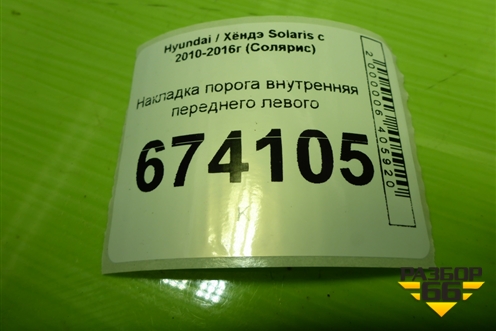 Hyundai / Хёндэ Solaris с
2010-2016г (Солярис)
Накладка порога внутренняя
переднего левого
674105
2000006405920
РАЗБОР
66